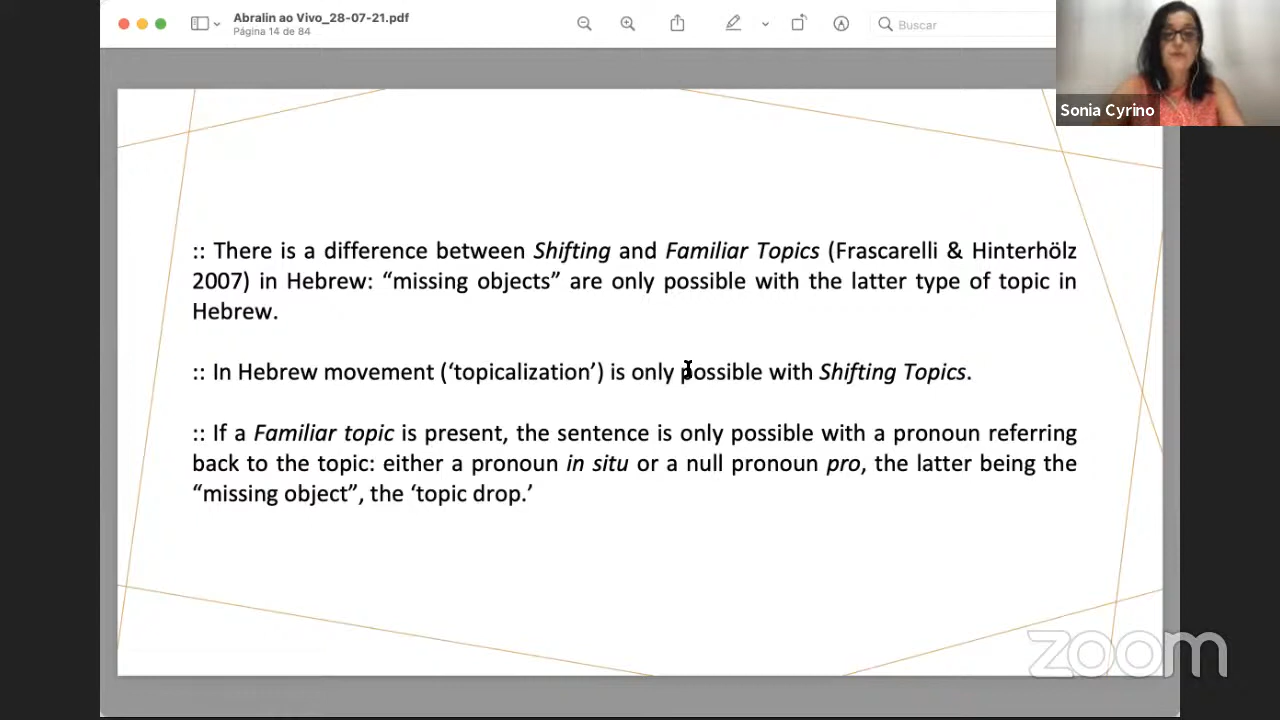 Abralin ao Vivo_28-07-21.pdf
Página 14 de 84
Buscar
Sonia Cyrino
:: There is a difference between Shifting and Familiar Topics (Frascarelli & Hinterhölz
2007) in Hebrew: “missing objects” are only possible with the latter type of topic in
Hebrew.
:: In Hebrew movement (‘topicalization’) is only possible with Shifting Topics.
:: If a Familiar topic is present, the sentence is only possible with a pronoun referring
back to the topic: either a pronoun in situ or a null pronoun pro, the latter being the
“missing object”, the ‘topic drop.’
zoom